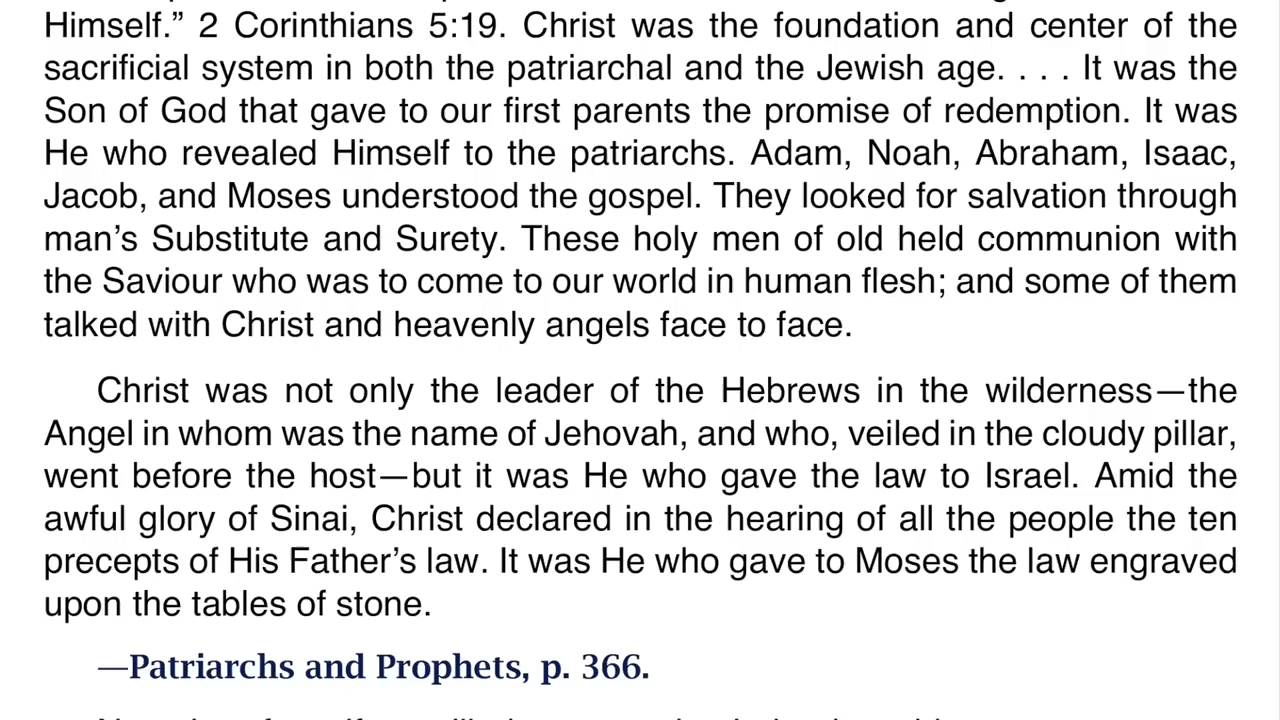 Himself.” 2 Corinthians 5:19. Christ was the foundation and center of the
sacrificial system in both the patriarchal and the Jewish age. . . . It was the
Son of God that gave to our first parents the promise of redemption. It was
He who revealed Himself to the patriarchs. Adam, Noah, Abraham, Isaac,
Jacob, and Moses understood the gospel. They looked for salvation through
man’s Substitute and Surety. These holy men of old held communion with
the Saviour who was to come to our world in human flesh; and some of them
talked with Christ and heavenly angels face to face.
Christ was not only the leader of the Hebrews in the wilderness—the
Angel in whom was the name of Jehovah, and who, veiled in the cloudy pillar,
went before the host—but it was He who gave the law to Israel. Amid the
awful glory of Sinai, Christ declared in the hearing of all the people the ten
precepts of His Father’s law. It was He who gave to Moses the law engraved
upon the tables of stone.
—Patriarchs and Prophets, p. 366.